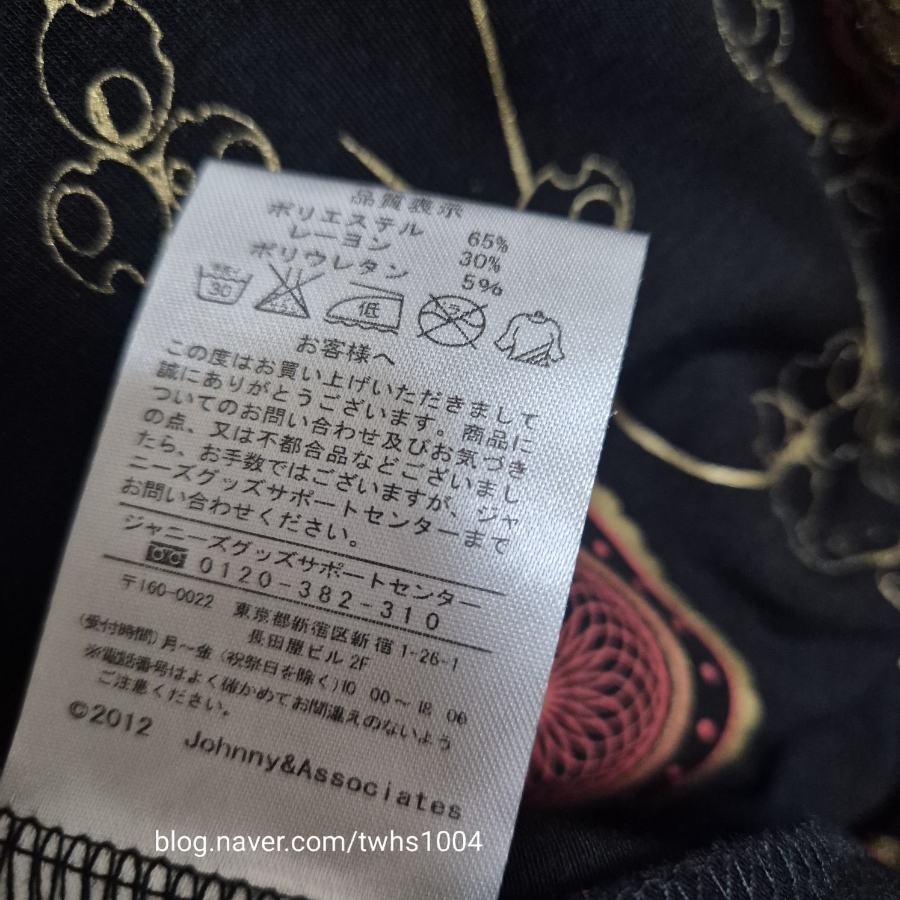 品質表示
ポリエステル 65%
レーヨン 30%
ポリウレタン 5%
30 低
お客様へ
この度はお買い上げいただきまして
誠にありがとうございます。商品に
ついてのお問い合わせ及びお気づき
の点、又は不都合品などございまし
たら、お手数ではございますが、ジャ
ニーズグッズサポートセンターまで
お問い合わせください。
ジャニーズグッズサポートセンター
0120-382-310
〒160-0022 東京都新宿区新宿1-26-1
長田屋ビル2F
(受付時間)月〜金(祝祭日を除く)10:00〜18:00
※電話番号はよく確かめてお間違えのないよう
ご注意ください。
©2012 Johnny&Associates
blog.naver.com/twhs1004